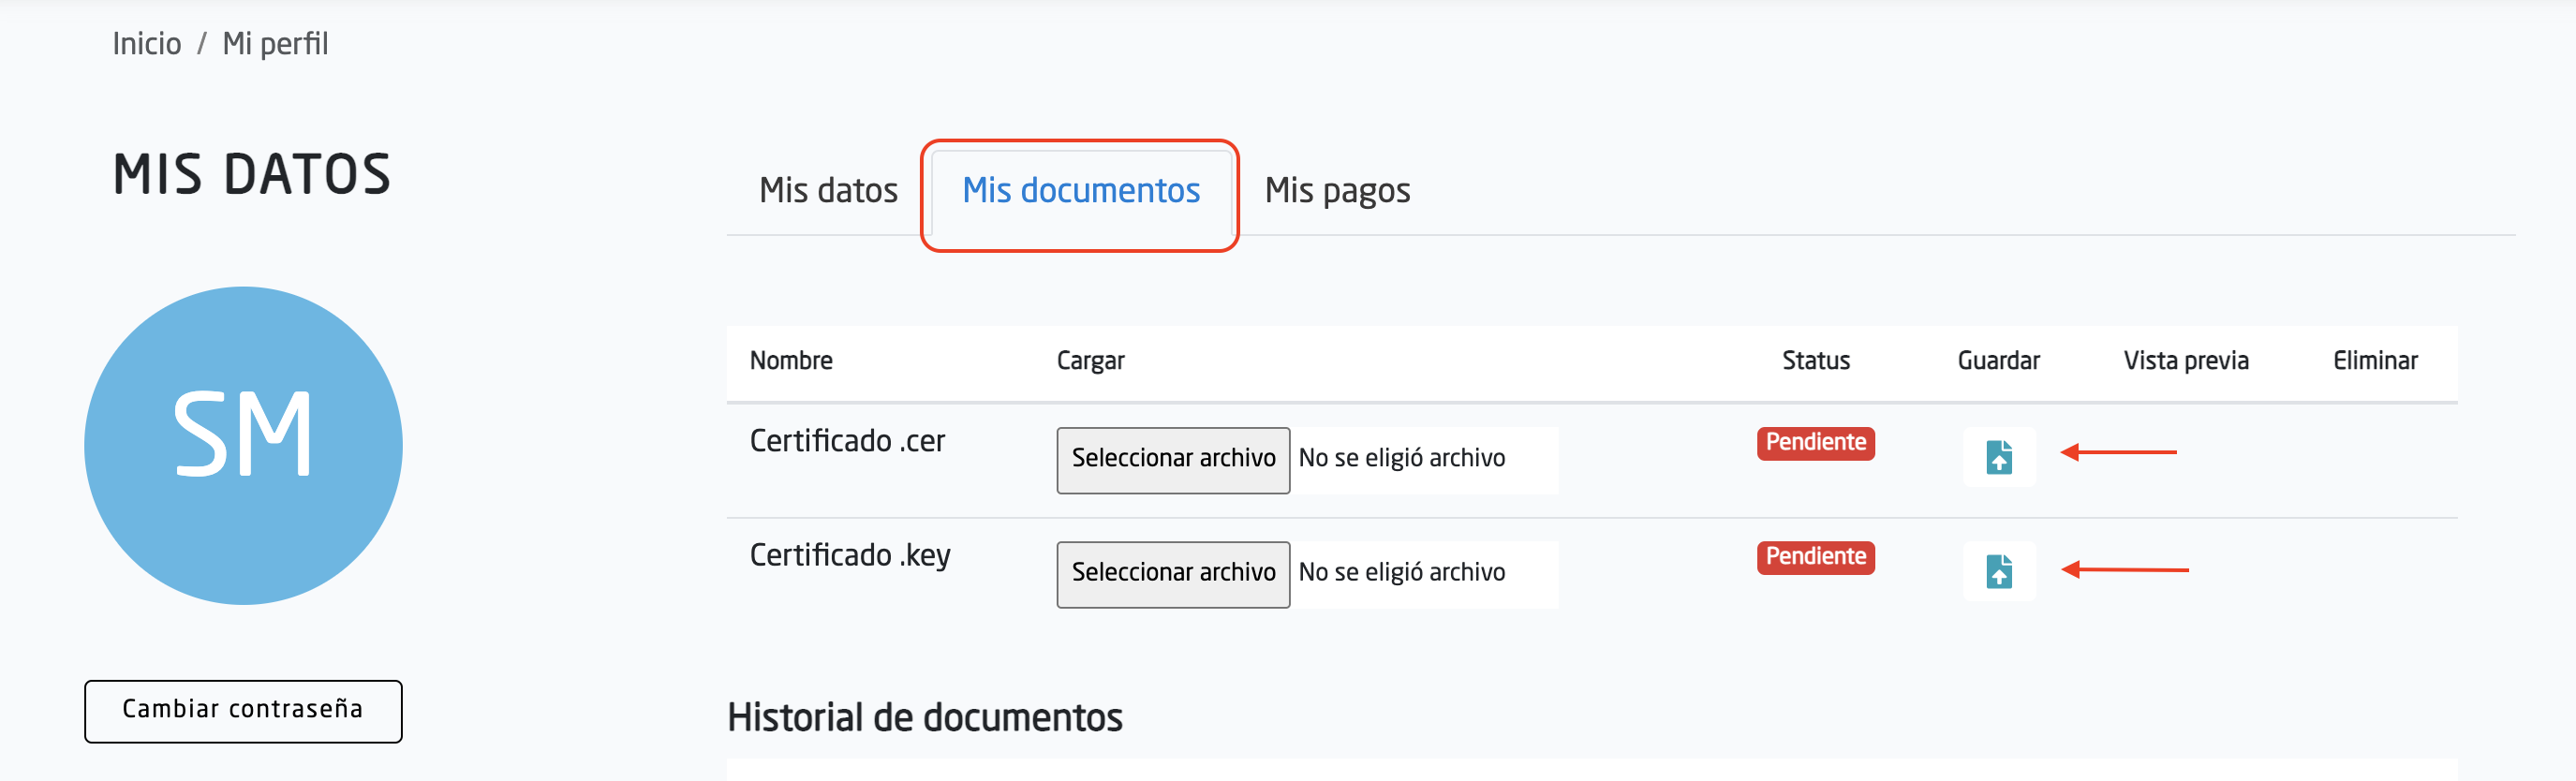 Inicio / Mi perfil
MIS DATOS
Mis datos Mis documentos Mis pagos
SM
Cambiar contraseña
Nombre Cargar Status Guardar Vista previa Eliminar
Certificado .cer Seleccionar archivo No se eligió archivo Pendiente
Certificado .key Seleccionar archivo No se eligió archivo Pendiente
Historial de documentos